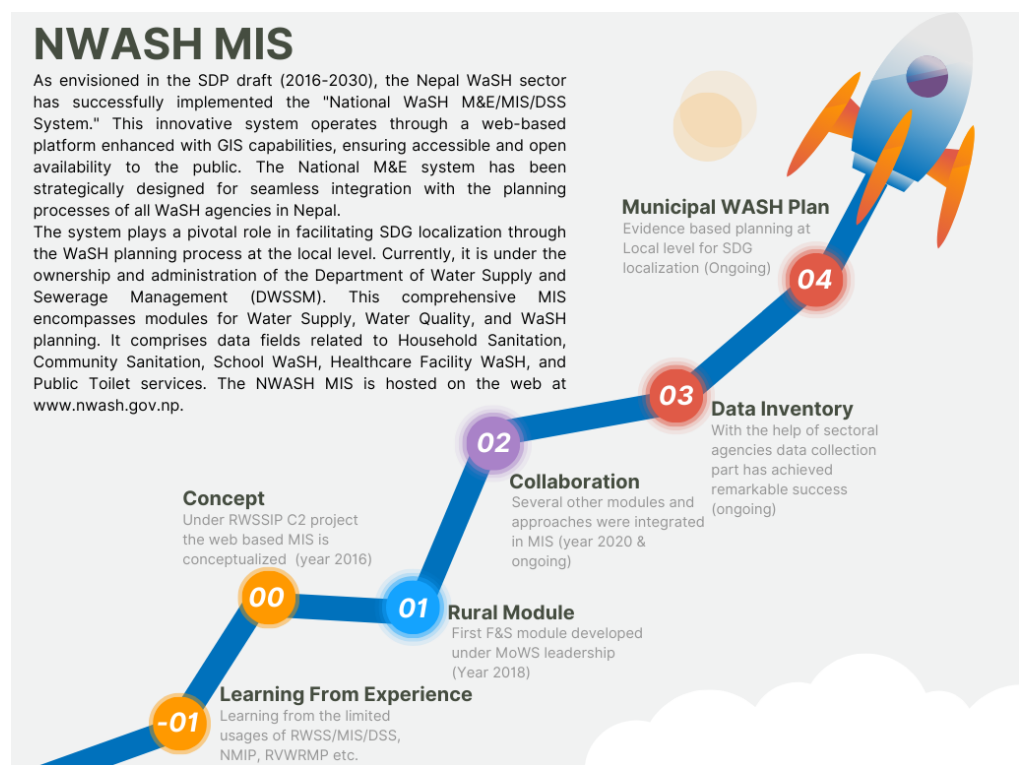 NWASH MIS
As envisioned in the SDP draft (2016-2030), the Nepal WaSH sector
has successfully implemented the "National WaSH M&E/MIS/DSS
System." This innovative system operates through a web-based
platform enhanced with GIS capabilities, ensuring accessible and open
availability to the public. The National M&E system has been
strategically designed for seamless integration with the planning
processes of all WaSH agencies in Nepal.
The system plays a pivotal role in facilitating SDG localization through
the WaSH planning process at the local level. Currently, it is under the
ownership and administration of the Department of Water Supply and
Sewerage Management (DWSSM). This comprehensive MIS
encompasses modules for Water Supply, Water Quality, and WaSH
planning. It comprises data fields related to Household Sanitation,
Community Sanitation, School WaSH, Healthcare Facility WaSH, and
Public Toilet services. The NWASH MIS is hosted on the web at
www.nwash.gov.np.
Municipal WASH Plan
Evidence based planning at
Local level for SDG
localization (Ongoing)
04
03
Data Inventory
With the help of sectoral
agencies data collection
part has achieved
remarkable success
(ongoing)
02
Collaboration
Several other modules and
approaches were integrated
in MIS (year 2020 &
ongoing)
Concept
Under RWSSIP C2 project
the web based MIS is
conceptualized (year 2016)
00
01
Rural Module
First F&S module developed
under MoWS leadership
(Year 2018)
-01
Learning From Experience
Learning from the limited
usages of RWSS/MIS/DSS,
NMIP, RVWRMP etc.